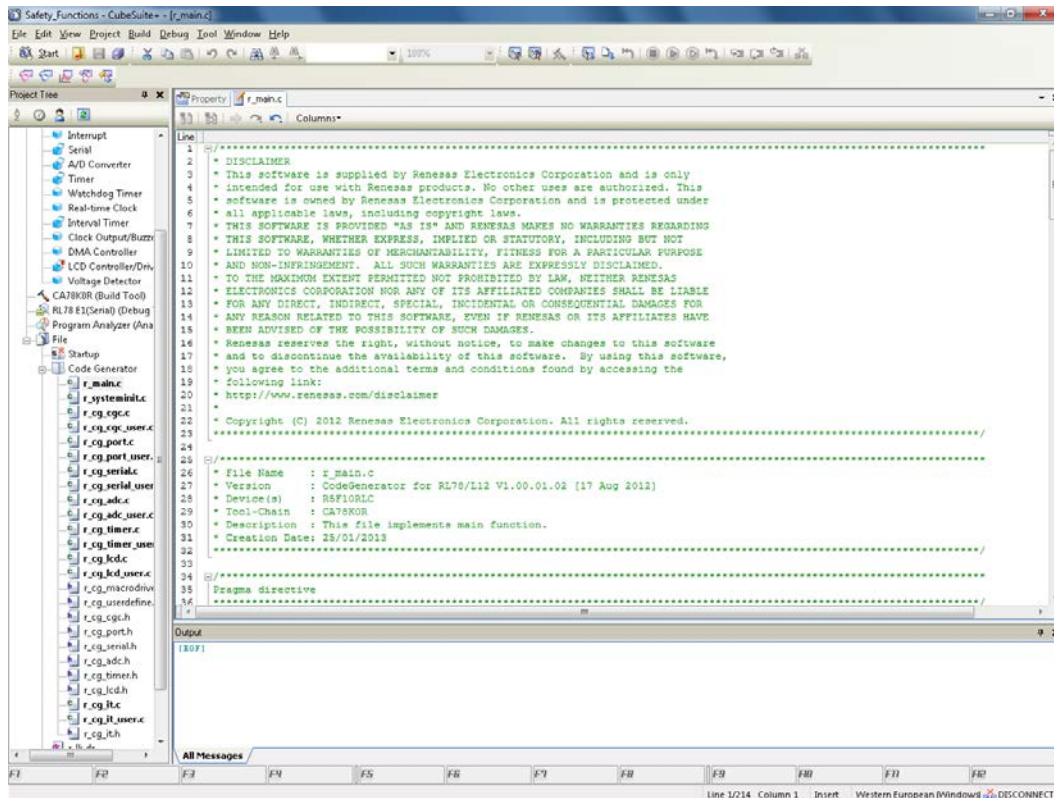 Safety_Functions - CubeSuite+ - [r_main.c]
File Edit View Project Build Debug Tool Window Help
Start 100%
Project Tree
Property r_main.c
Columns
Interrupt
Serial
A/D Converter
Timer
Watchdog Timer
Real-time Clock
Interval Timer
Clock Output/Buzze
DMA Controller
LCD Controller/Driv
Voltage Detector
CA78K0R (Build Tool)
RL78 E1(Serial) (Debug
Program Analyzer (Ana
File
Startup
Code Generator
r_main.c
r_systeminit.c
r_cg_cgc.c
r_cg_cgc_user.c
r_cg_port.c
r_cg_port_user.
r_cg_serial.c
r_cg_serial_user
r_cg_adc.c
r_cg_adc_user.c
r_cg_timer.c
r_cg_timer_user
r_cg_lcd.c
r_cg_lcd_user.c
r_cg_macrodrive
r_cg_userdefine.
r_cg_cgc.h
r_cg_port.h
r_cg_serial.h
r_cg_adc.h
r_cg_timer.h
r_cg_lcd.h
r_cg_it.c
r_cg_it_user.c
r_cg_it.h
Line
1 /***********************************************************************************************************************
2 * DISCLAIMER
3 * This software is supplied by Renesas Electronics Corporation and is only
4 * intended for use with Renesas products. No other uses are authorized. This
5 * software is owned by Renesas Electronics Corporation and is protected under
6 * all applicable laws, including copyright laws.
7 * THIS SOFTWARE IS PROVIDED "AS IS" AND RENESAS MAKES NO WARRANTIES REGARDING
8 * THIS SOFTWARE, WHETHER EXPRESS, IMPLIED OR STATUTORY, INCLUDING BUT NOT
9 * LIMITED TO WARRANTIES OF MERCHANTABILITY, FITNESS FOR A PARTICULAR PURPOSE
10 * AND NON-INFRINGEMENT. ALL SUCH WARRANTIES ARE EXPRESSLY DISCLAIMED.
11 * TO THE MAXIMUM EXTENT PERMITTED NOT PROHIBITED BY LAW, NEITHER RENESAS
12 * ELECTRONICS CORPORATION NOR ANY OF ITS AFFILIATED COMPANIES SHALL BE LIABLE
13 * FOR ANY DIRECT, INDIRECT, SPECIAL, INCIDENTAL OR CONSEQUENTIAL DAMAGES FOR
14 * ANY REASON RELATED TO THIS SOFTWARE, EVEN IF RENESAS OR ITS AFFILIATES HAVE
15 * BEEN ADVISED OF THE POSSIBILITY OF SUCH DAMAGES.
16 * Renesas reserves the right, without notice, to make changes to this software
17 * and to discontinue the availability of this software. By using this software,
18 * you agree to the additional terms and conditions found by accessing the
19 * following link:
20 * http://www.renesas.com/disclaimer
21 *
22 * Copyright (C) 2012 Renesas Electronics Corporation. All rights reserved.
23 ***********************************************************************************************************************/
24
25 /***********************************************************************************************************************
26 * File Name : r_main.c
27 * Version : CodeGenerator for RL78/L12 V1.00.01.02 [17 Aug 2012]
28 * Device(s) : R5F10RLC
29 * Tool-Chain : CA78K0R
30 * Description : This file implements main function.
31 * Creation Date: 25/01/2013
32 ***********************************************************************************************************************/
33
34 /***********************************************************************************************************************
35 Pragma directive
36 ***********************************************************************************************************************/
Output
[EOF]
All Messages
F1 F2 F3 F4 F5 F6 F7 F8 F9 F10 F11 F12
Line 1/214 Column 1 Insert Western European (Windows) DISCONNECT